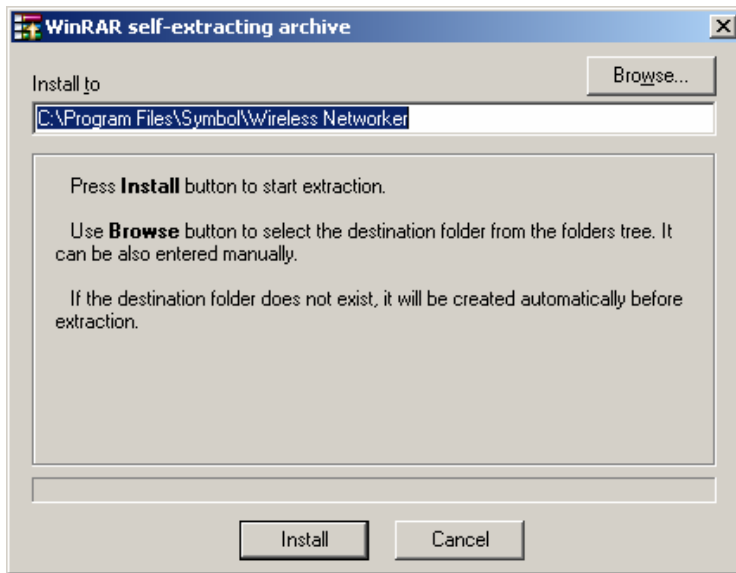 WinRAR self-extracting archive
Browse...
Install to
C:\Program Files\Symbol\Wireless Networker
Press Install button to start extraction.
Use Browse button to select the destination folder from the folders tree. It
can be also entered manually.
If the destination folder does not exist, it will be created automatically before
extraction.
Install
Cancel